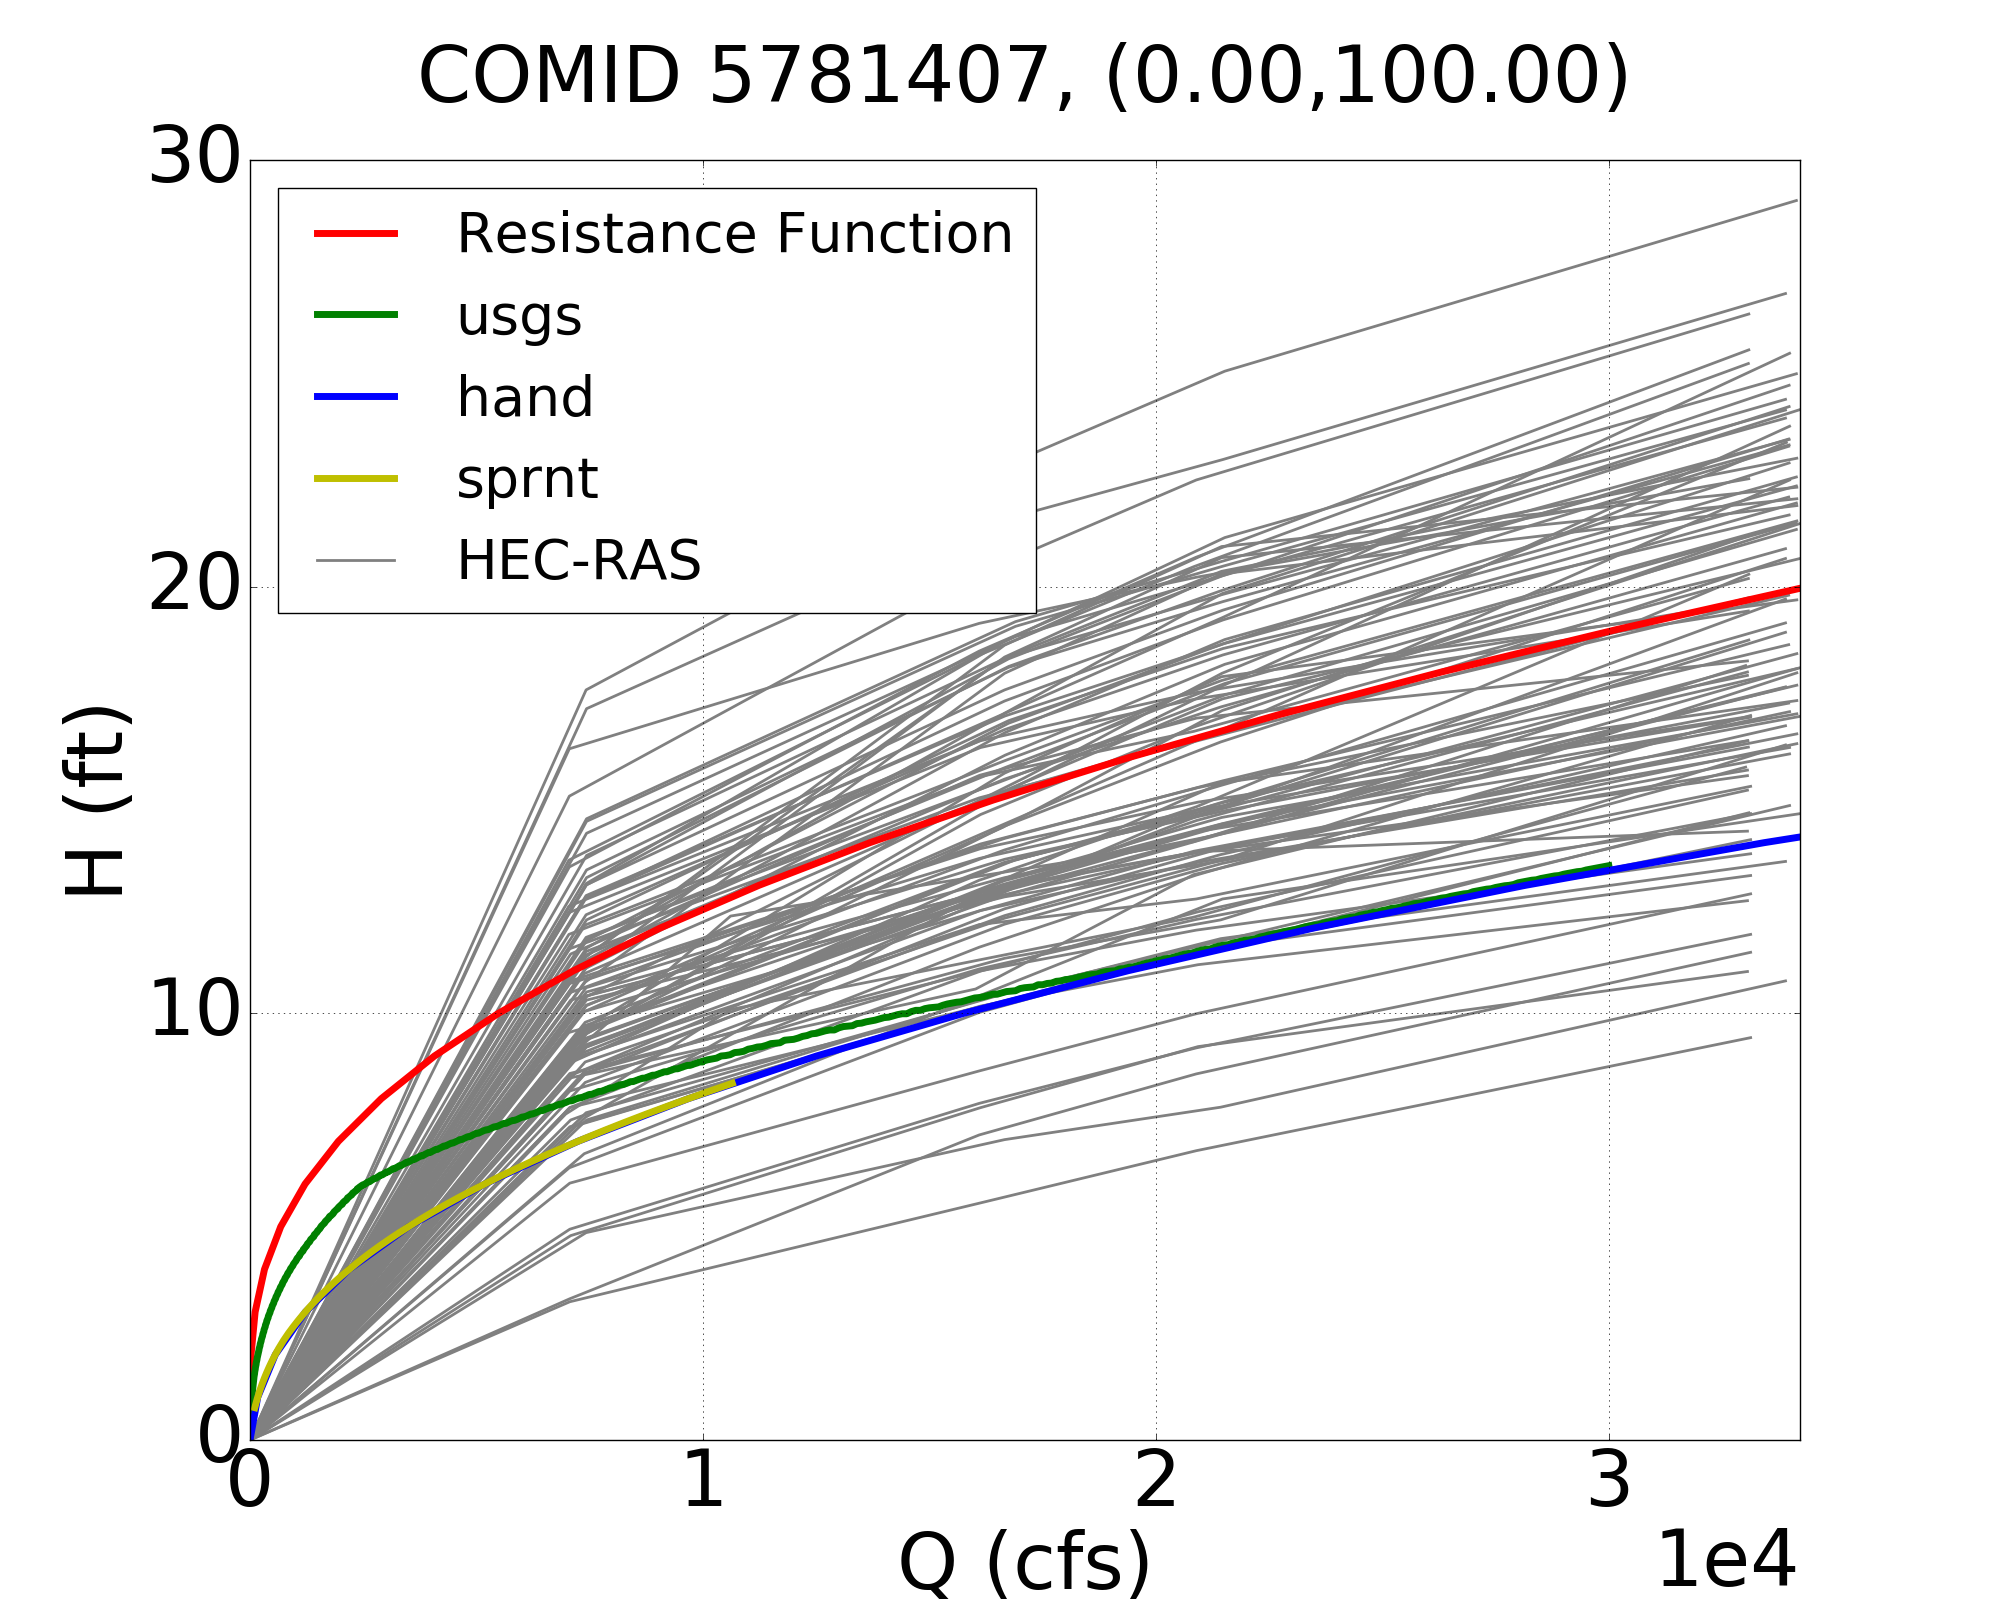 COMID 5781407, (0.00,100.00)
30
Resistance Function
usgs
hand
sprnt
HEC-RAS
20
H (ft)
10
0
0 1 2 3
Q (cfs)
1e4